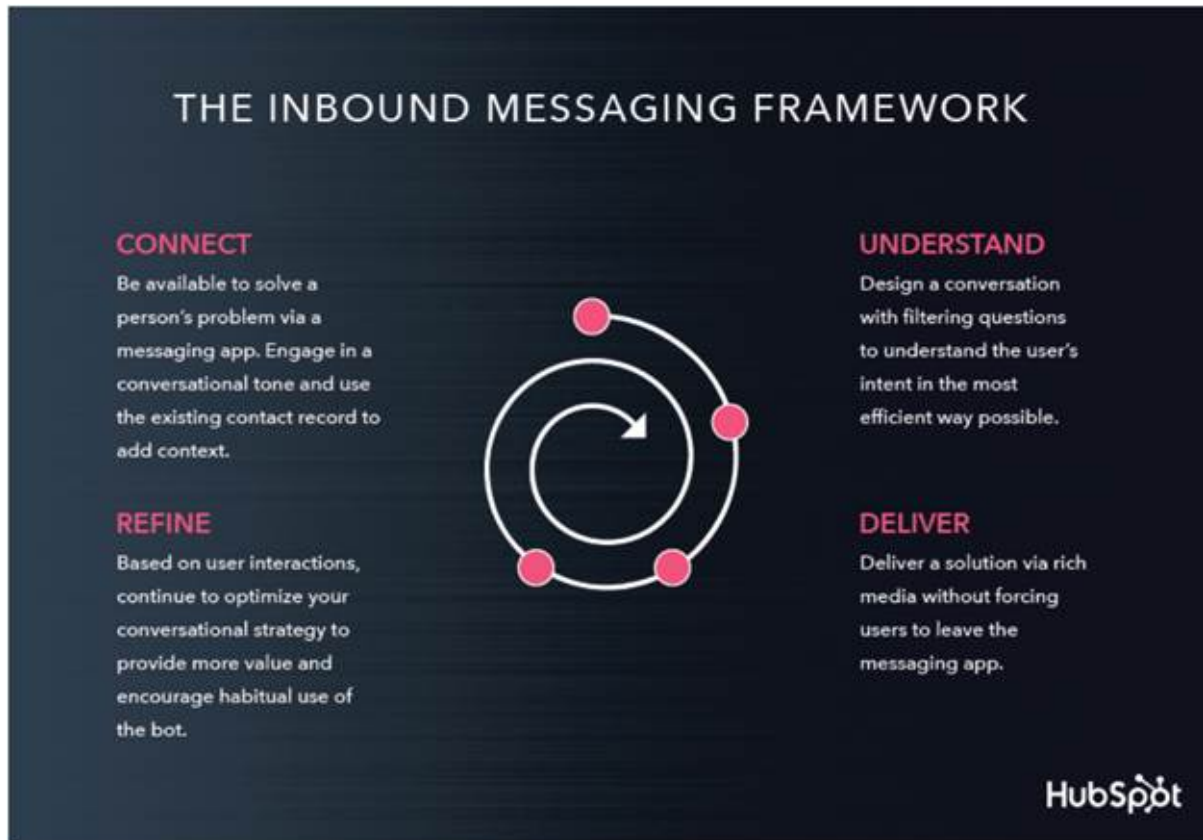 THE INBOUND MESSAGING FRAMEWORK
CONNECT
Be available to solve a
person's problem via a
messaging app. Engage in a
conversational tone and use
the existing contact record to
add context.
UNDERSTAND
Design a conversation
with filtering questions
to understand the user's
intent in the most
efficient way possible.
REFINE
Based on user interactions,
continue to optimize your
conversational strategy to
provide more value and
encourage habitual use of
the bot.
DELIVER
Deliver a solution via rich
media without forcing
users to leave the
messaging app.
HubSpot